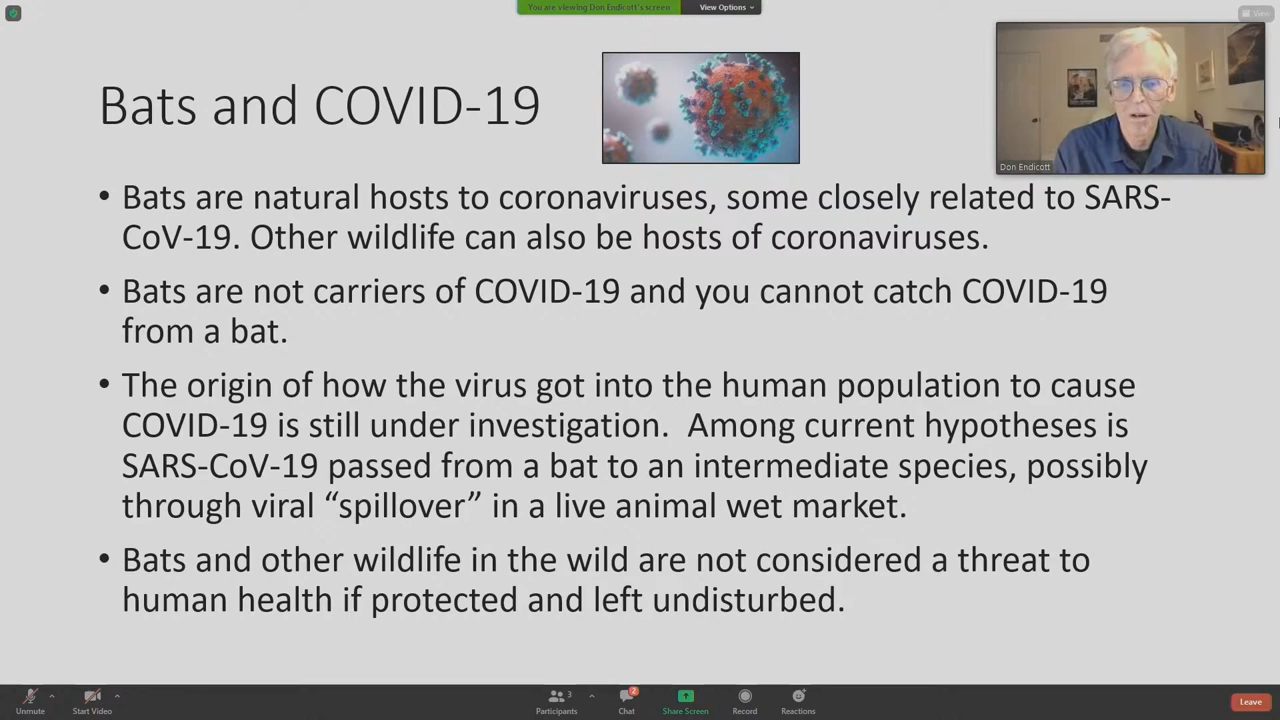 You are viewing Don Endicott's screen
View Options
View
Bats and COVID-19
Don Endicott
• Bats are natural hosts to coronaviruses, some closely related to SARS-
CoV-19. Other wildlife can also be hosts of coronaviruses.
• Bats are not carriers of COVID-19 and you cannot catch COVID-19
from a bat.
• The origin of how the virus got into the human population to cause
COVID-19 is still under investigation.  Among current hypotheses is
SARS-CoV-19 passed from a bat to an intermediate species, possibly
through viral “spillover” in a live animal wet market.
• Bats and other wildlife in the wild are not considered a threat to
human health if protected and left undisturbed.
Unmute
Start Video
3
Participants
2
Chat
Share Screen
Record
Reactions
Leave